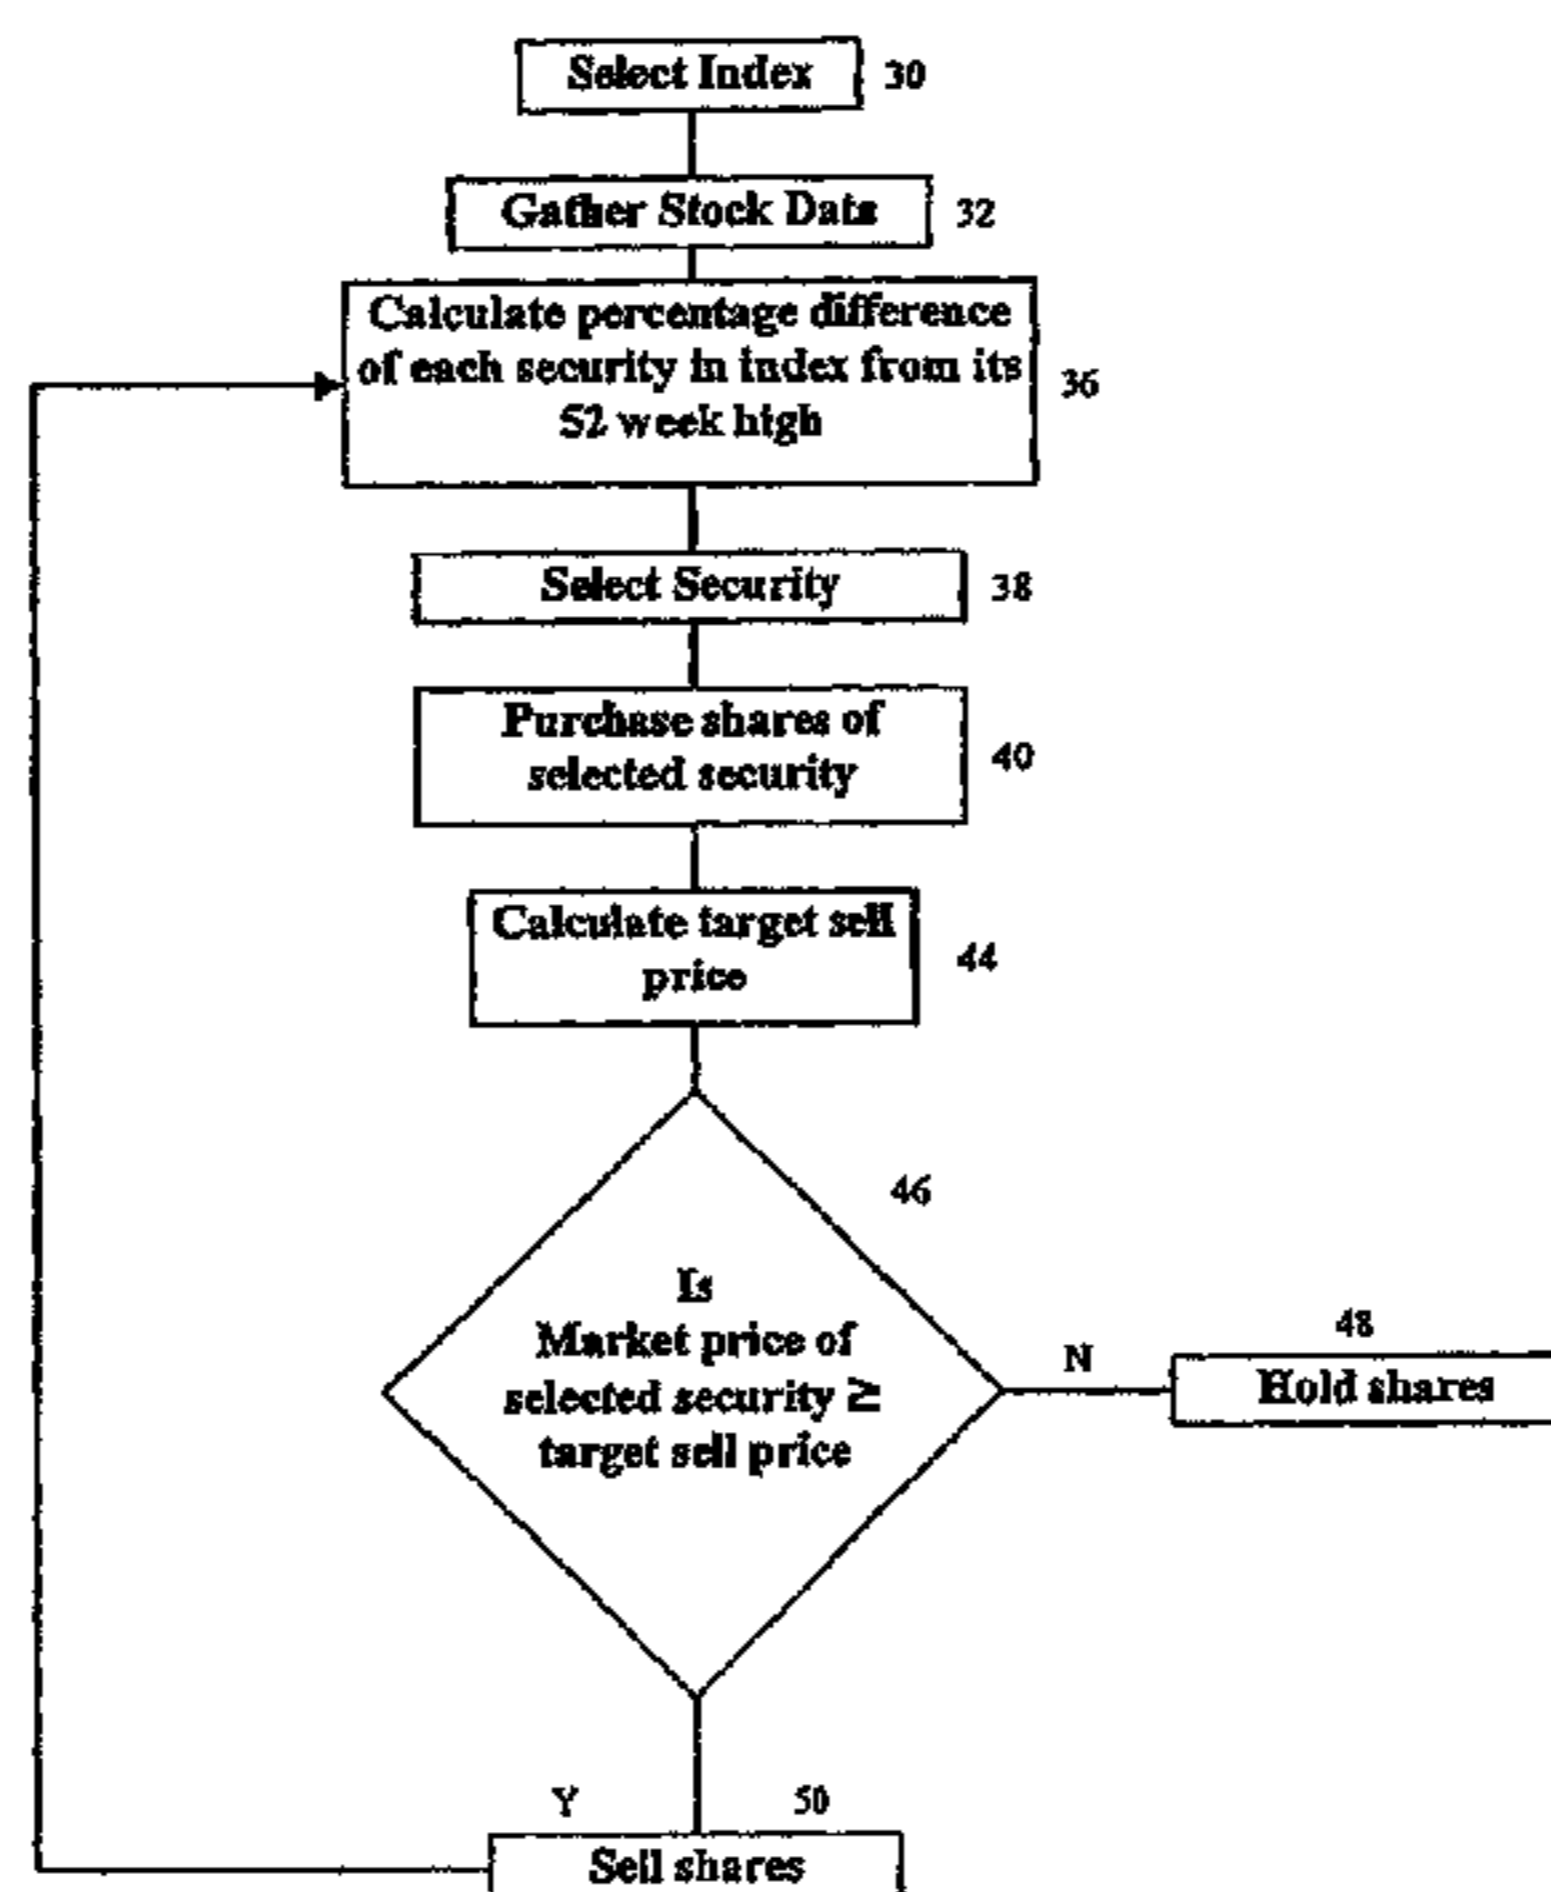 Select Index 30
Gather Stock Data 32
Calculate percentage difference
of each security in index from its 36
52 week high
Select Security 38
Purchase shares of
selected security 40
Calculate target sell
price 44
46
Is
Market price of
selected security ≥
target sell price
N
48
Hold shares
Y 50
Sell shares